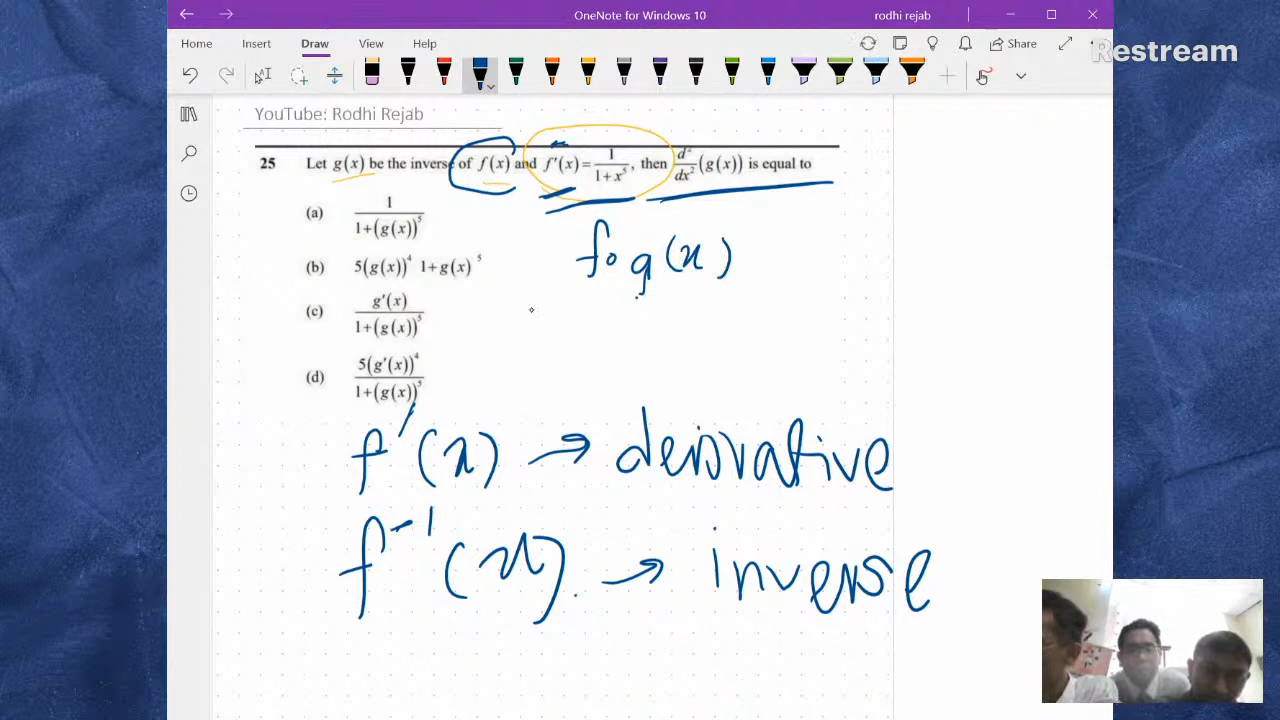 OneNote for Windows 10
rodhi rejab
Home Insert Draw View Help
Share
Restream
YouTube: Rodhi Rejab
25 Let g(x) be the inverse of f(x) and f'(x) = 1/(1+x⁵), then d²/dx² (g(x)) is equal to
(a) 1/(1+(g(x))⁵)
(b) 5(g(x))⁴ 1+g(x) ⁵
(c) g'(x)/(1+(g(x))⁵)
(d) 5(g'(x))⁴/(1+(g(x))⁵)
fog(x)
f'(x) → derivative
f⁻¹(x) → inverse